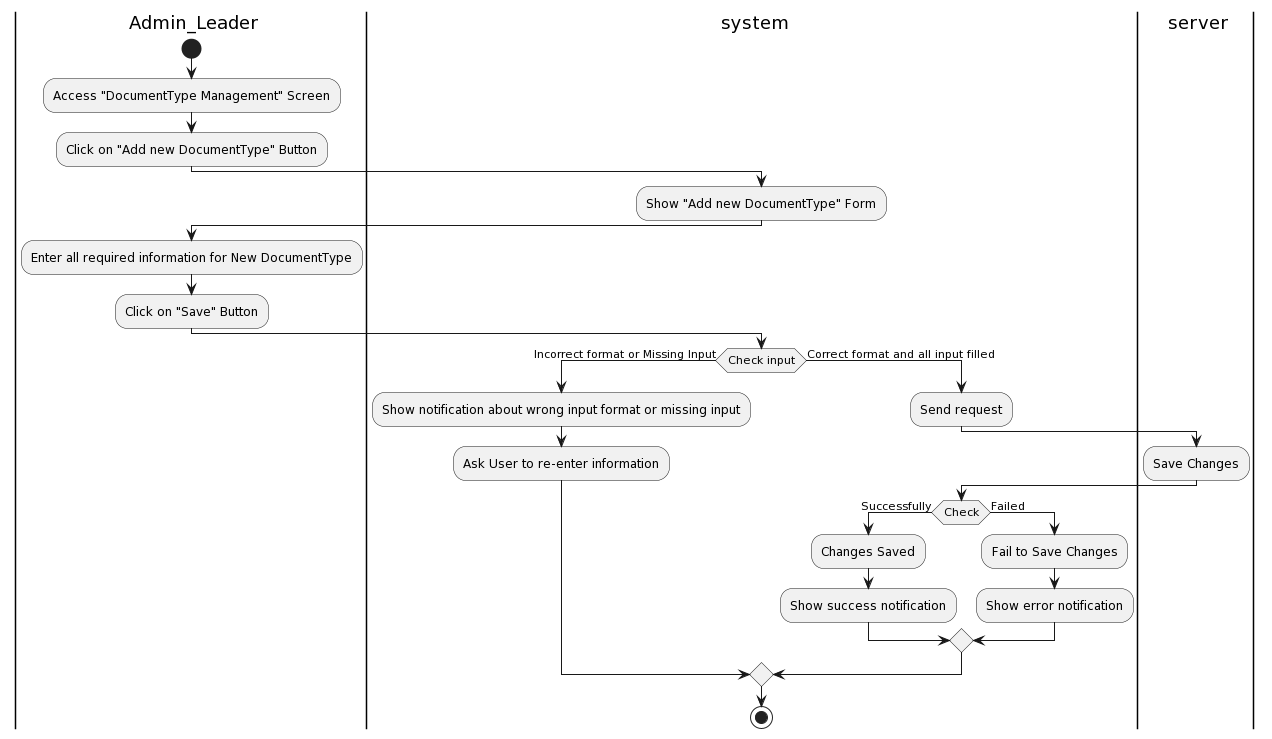 Admin_Leader
system
server
Access "DocumentType Management" Screen
Click on "Add new DocumentType" Button
Show "Add new DocumentType" Form
Enter all required information for New DocumentType
Click on "Save" Button
Incorrect format or Missing Input
Check input
Correct format and all input filled
Show notification about wrong input format or missing input
Send request
Ask User to re-enter information
Save Changes
Successfully
Check
Failed
Changes Saved
Fail to Save Changes
Show success notification
Show error notification